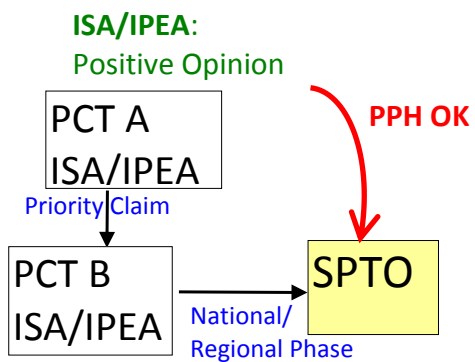 ISA/IPEA:
Positive Opinion
PPH OK
PCT A
ISA/IPEA
Priority Claim
PCT B
ISA/IPEA
SPTO
National/
Regional Phase